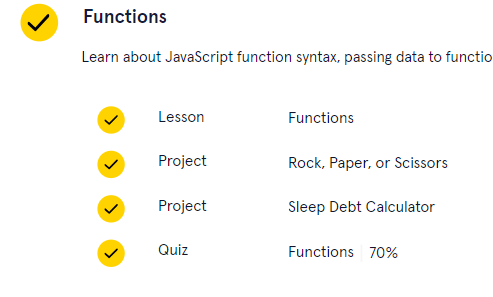 Functions
Learn about JavaScript function syntax, passing data to functio
Lesson Functions
Project Rock, Paper, or Scissors
Project Sleep Debt Calculator
Quiz Functions 70%